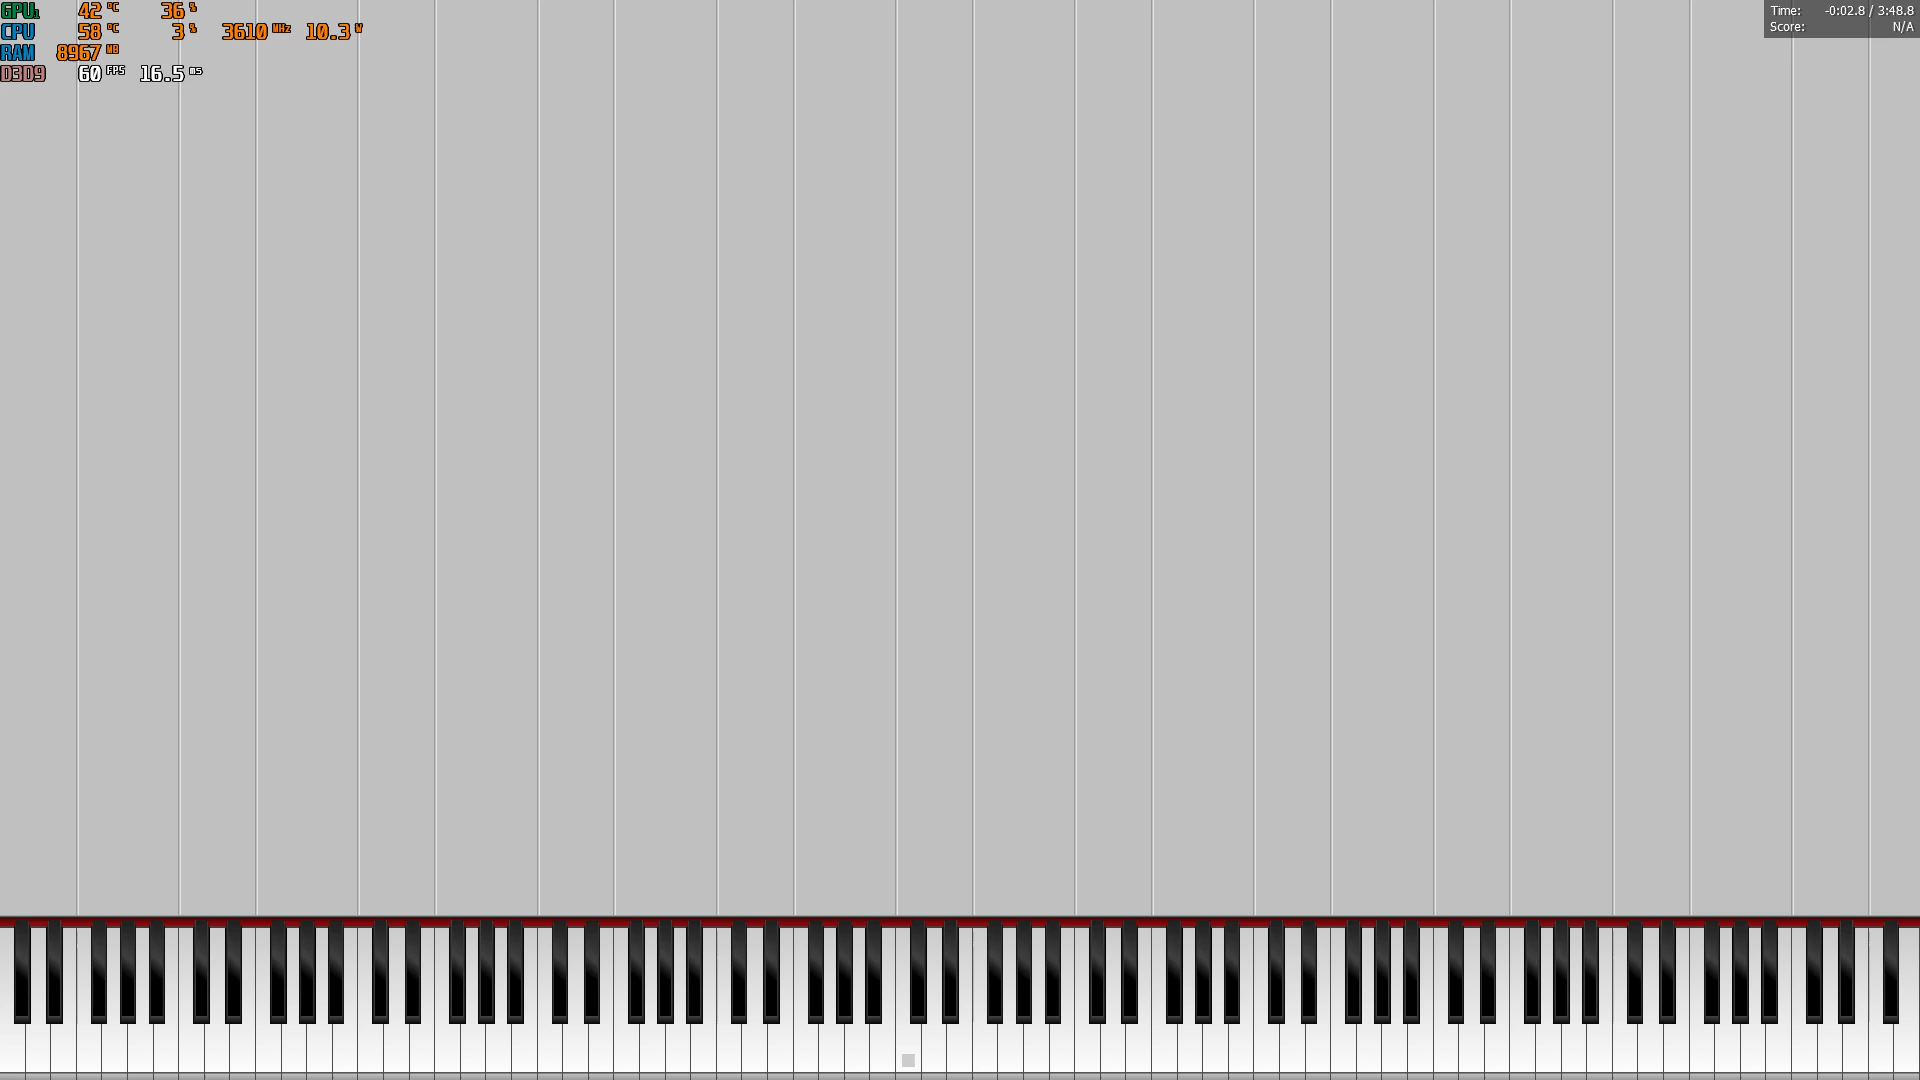 GPU1 42 °C 36 %
CPU 58 °C 3 % 3610 MHz 10.3 W
RAM 8967 MB
D3D9 60 FPS 16.5 ms
Time: -0:02.8 / 3:48.8
Score: N/A